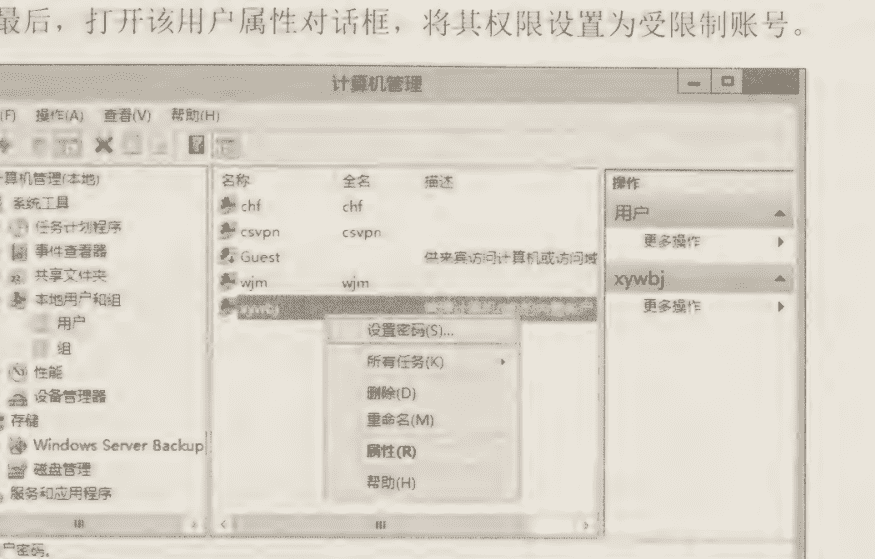 最后，打开该用户属性对话框，将其权限设置为受限制账号。
计算机管理
(F) 操作(A) 查看(V) 帮助(H)
计算机管理(本地)
系统工具
任务计划程序
事件查看器
共享文件夹
本地用户和组
用户
组
性能
设备管理器
存储
Windows Server Backup
磁盘管理
服务和应用程序
名称 全名 描述
chf chf
csvpn csvpn
Guest 供来宾访问计算机或访问域
wjm wjm
xywbj
设置密码(S)...
所有任务(K)
删除(D)
重命名(M)
属性(R)
帮助(H)
操作
用户
更多操作
xywbj
更多操作
户密码。